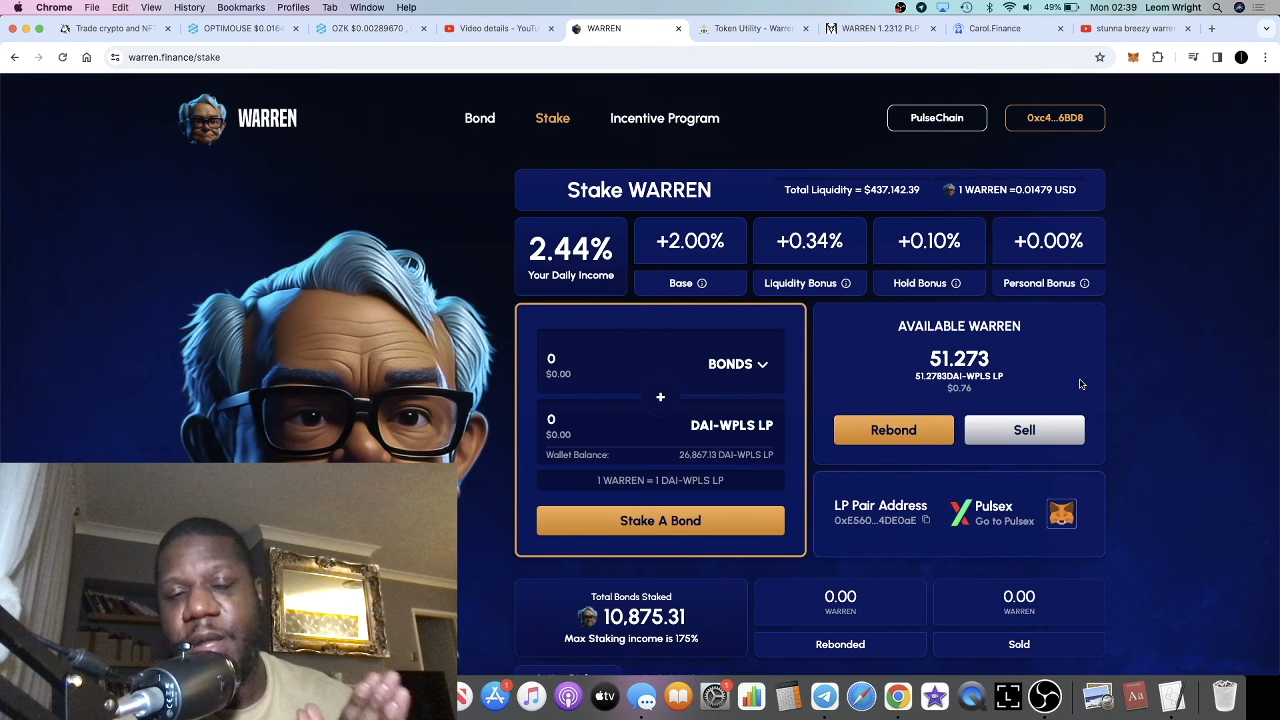 Chrome File Edit View History Bookmarks Profiles Tab Window Help
49% Mon 02:39 Leom Wright
Trade crypto and NFT
OPTIMOUSE $0.0164
OZK $0.00289670
Video details - YouTu
WARREN
Token Utility - Warre
WARREN 1.2312 PLP
Carol.Finance
stunna breezy warren
warren.finance/stake
WARREN
Bond Stake Incentive Program
PulseChain 0xc4...6BD8
Stake WARREN
Total Liquidity = $437,142.39
1 WARREN =0.01479 USD
2.44%
Your Daily Income
+2.00%
Base
+0.34%
Liquidity Bonus
+0.10%
Hold Bonus
+0.00%
Personal Bonus
0
$0.00
BONDS
+
0
$0.00
DAI-WPLS LP
Wallet Balance: 26,867.13 DAI-WPLS LP
1 WARREN = 1 DAI-WPLS LP
Stake A Bond
AVAILABLE WARREN
51.273
51.2783DAI-WPLS LP
$0.76
Rebond Sell
LP Pair Address
0xE560...4DE0aE
Pulsex
Go to Pulsex
Total Bonds Staked
10,875.31
Max Staking income is 175%
0.00
WARREN
Rebonded
0.00
WARREN
Sold